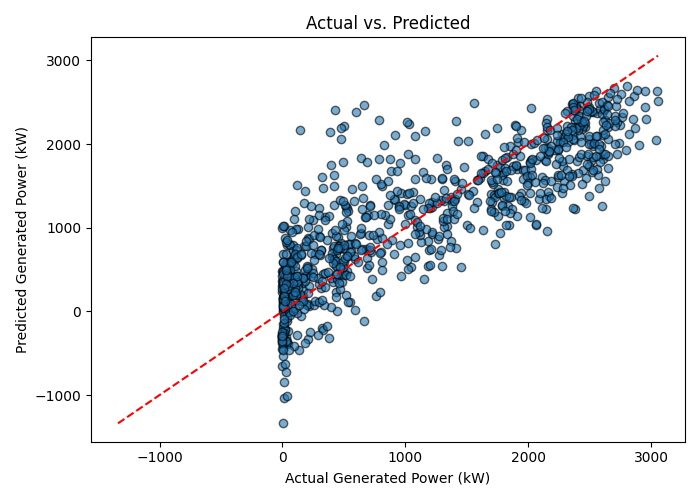 Actual vs. Predicted
3000
2000
1000
0
−1000
Predicted Generated Power (kW)
−1000 0 1000 2000 3000
Actual Generated Power (kW)